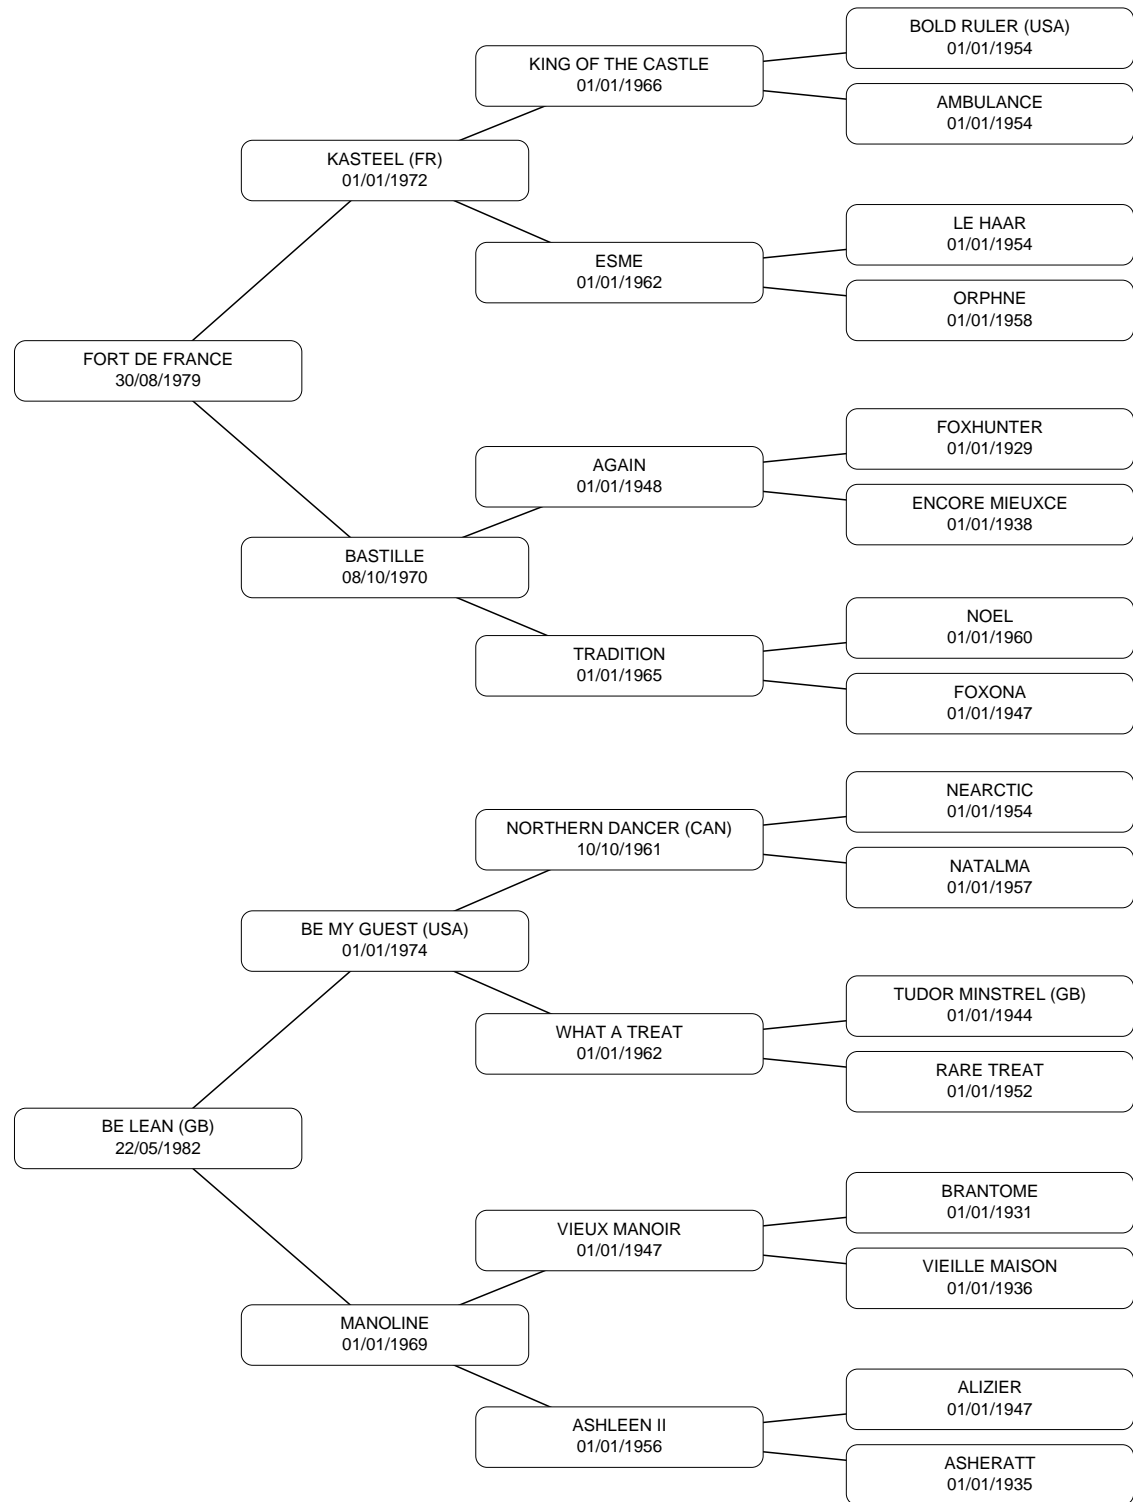 BOLD RULER (USA)
01/01/1954
KING OF THE CASTLE
01/01/1966
AMBULANCE
01/01/1954
KASTEEL (FR)
01/01/1972
LE HAAR
01/01/1954
ESME
01/01/1962
ORPHNE
01/01/1958
FORT DE FRANCE
30/08/1979
FOXHUNTER
01/01/1929
AGAIN
01/01/1948
ENCORE MIEUXCE
01/01/1938
BASTILLE
08/10/1970
NOEL
01/01/1960
TRADITION
01/01/1965
FOXONA
01/01/1947
NEARCTIC
01/01/1954
NORTHERN DANCER (CAN)
10/10/1961
NATALMA
01/01/1957
BE MY GUEST (USA)
01/01/1974
TUDOR MINSTREL (GB)
01/01/1944
WHAT A TREAT
01/01/1962
RARE TREAT
01/01/1952
BE LEAN (GB)
22/05/1982
BRANTOME
01/01/1931
VIEUX MANOIR
01/01/1947
VIEILLE MAISON
01/01/1936
MANOLINE
01/01/1969
ALIZIER
01/01/1947
ASHLEEN II
01/01/1956
ASHERATT
01/01/1935